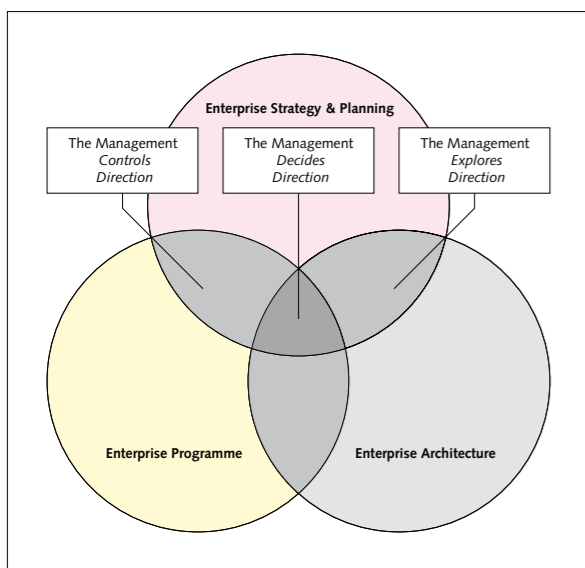 Enterprise Strategy & Planning
The Management
Controls
Direction
The Management
Decides
Direction
The Management
Explores
Direction
Enterprise Programme
Enterprise Architecture